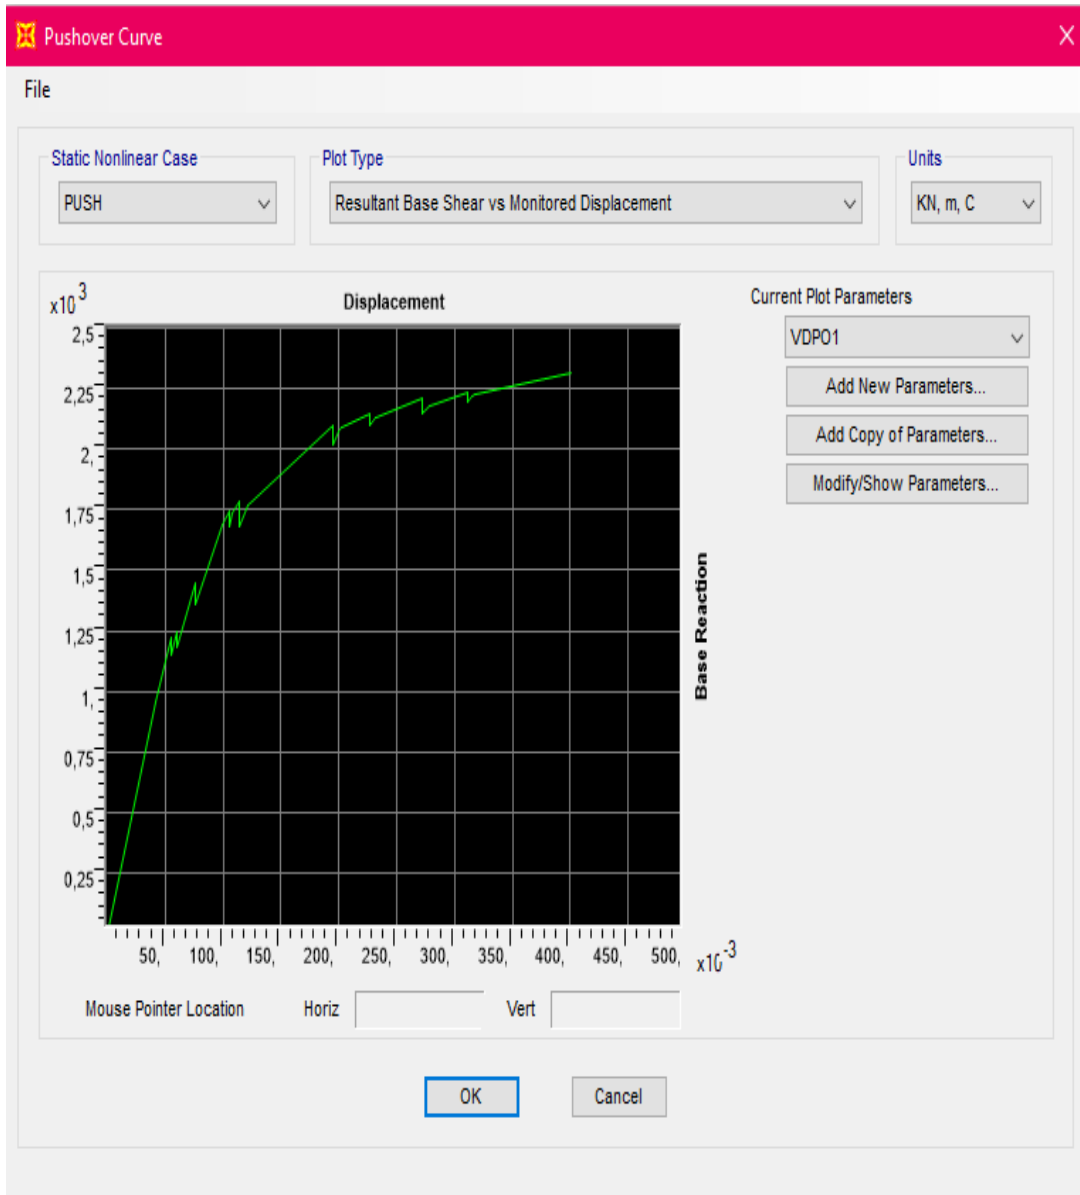 Pushover Curve
X
File
Static Nonlinear Case
PUSH
Plot Type
Resultant Base Shear vs Monitored Displacement
Units
KN, m, C
x10 3
Displacement
2,5
2,25
2,
1,75
1,5
1,25
1,
0,75
0,5
0,25
50, 100, 150, 200, 250, 300, 350, 400, 450, 500,
x10 -3
Base Reaction
Current Plot Parameters
VDPO1
Add New Parameters...
Add Copy of Parameters...
Modify/Show Parameters...
Mouse Pointer Location Horiz Vert
OK Cancel